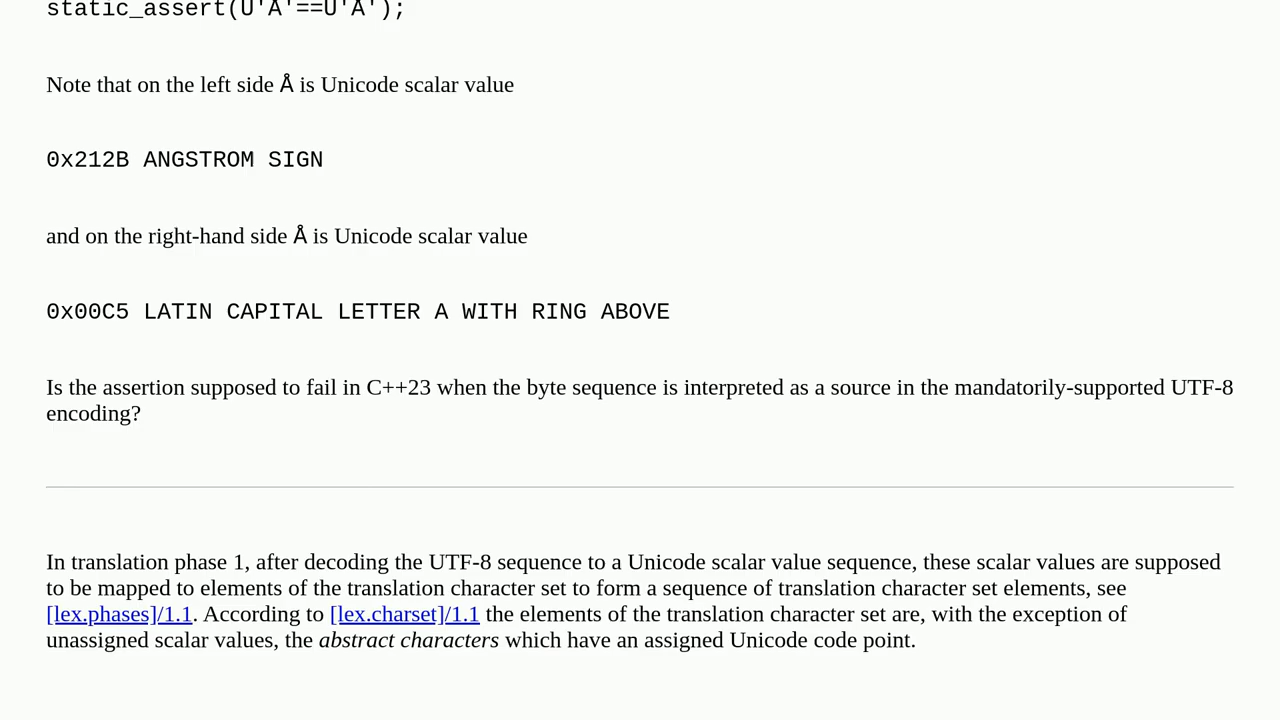 static_assert(U'Å'==U'Å');
Note that on the left side Å is Unicode scalar value
0x212B ANGSTROM SIGN
and on the right-hand side Å is Unicode scalar value
0x00C5 LATIN CAPITAL LETTER A WITH RING ABOVE
Is the assertion supposed to fail in C++23 when the byte sequence is interpreted as a source in the mandatorily-supported UTF-8
encoding?
In translation phase 1, after decoding the UTF-8 sequence to a Unicode scalar value sequence, these scalar values are supposed
to be mapped to elements of the translation character set to form a sequence of translation character set elements, see
[lex.phases]/1.1. According to [lex.charset]/1.1 the elements of the translation character set are, with the exception of
unassigned scalar values, the abstract characters which have an assigned Unicode code point.